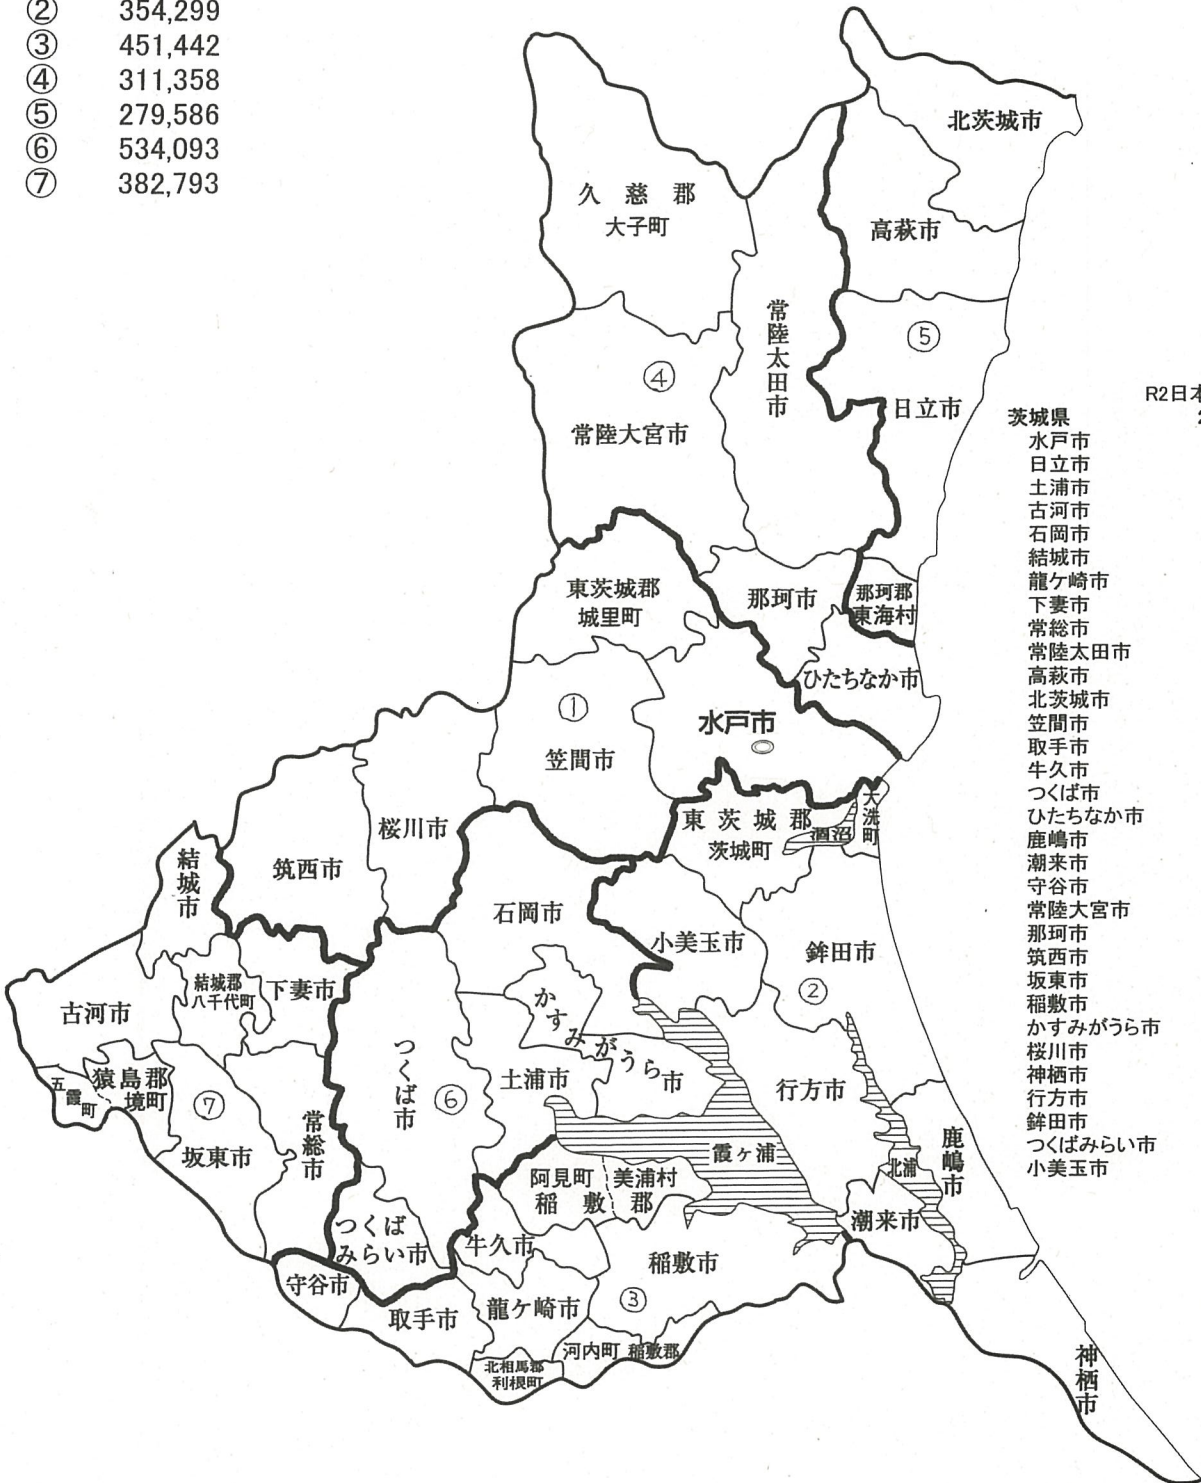 ② 354,299
③ 451,442
④ 311,358
⑤ 279,586
⑥ 534,093
⑦ 382,793
北茨城市
久慈郡
大子町
高萩市
常陸太田市
⑤
④
日立市
常陸大宮市
東茨城郡
城里町
那珂市
那珂郡
東海村
ひたちなか市
①
水戸市
笠間市
東茨城郡
茨城町
涸沼
大洗町
桜川市
筑西市
結城市
石岡市
小美玉市
鉾田市
②
結城郡
八千代町
下妻市
古河市
かすみがうら市
つくば市
⑥
土浦市
行方市
五霞町
猿島郡
境町
⑦
坂東市
常総市
霞ヶ浦
北浦
鹿嶋市
阿見町
美浦村
稲敷郡
潮来市
つくば
みらい市
牛久市
稲敷市
③
守谷市
取手市
龍ケ崎市
河内町 稲敷郡
北相馬郡
利根町
神栖市
R2日本
茨城県
水戸市
日立市
土浦市
古河市
石岡市
結城市
龍ケ崎市
下妻市
常総市
常陸太田市
高萩市
北茨城市
笠間市
取手市
牛久市
つくば市
ひたちなか市
鹿嶋市
潮来市
守谷市
常陸大宮市
那珂市
筑西市
坂東市
稲敷市
かすみがうら市
桜川市
神栖市
行方市
鉾田市
つくばみらい市
小美玉市